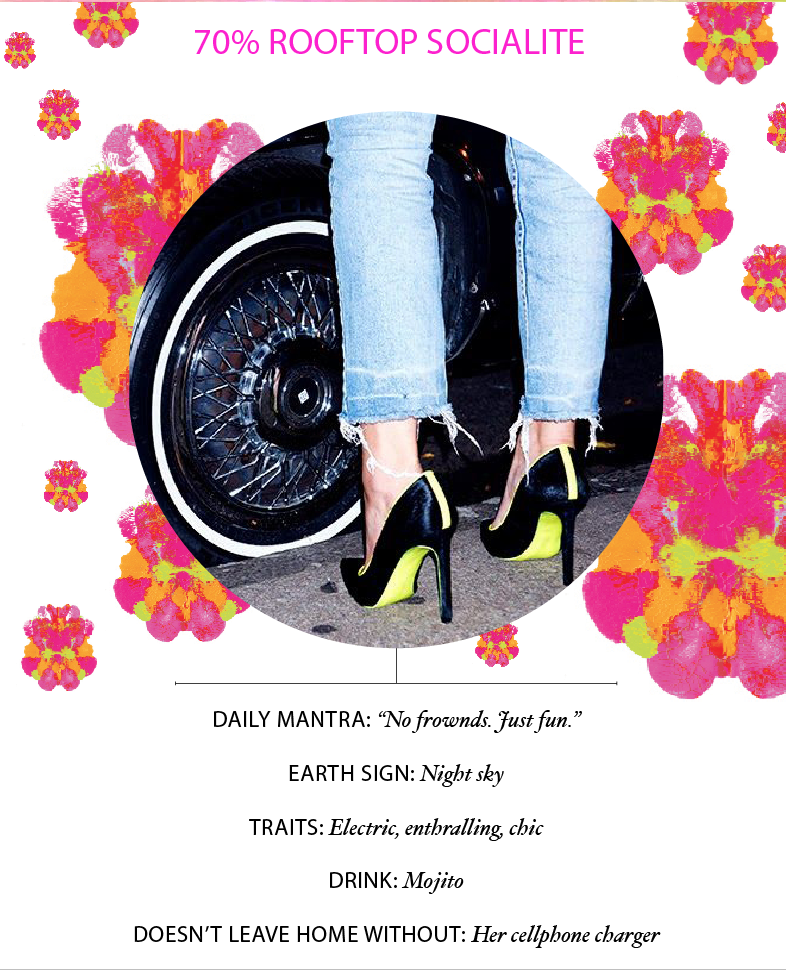 70% ROOFTOP SOCIALITE
DAILY MANTRA: “No frownds. Just fun.”
EARTH SIGN: Night sky
TRAITS: Electric, enthralling, chic
DRINK: Mojito
DOESN’T LEAVE HOME WITHOUT: Her cellphone charger